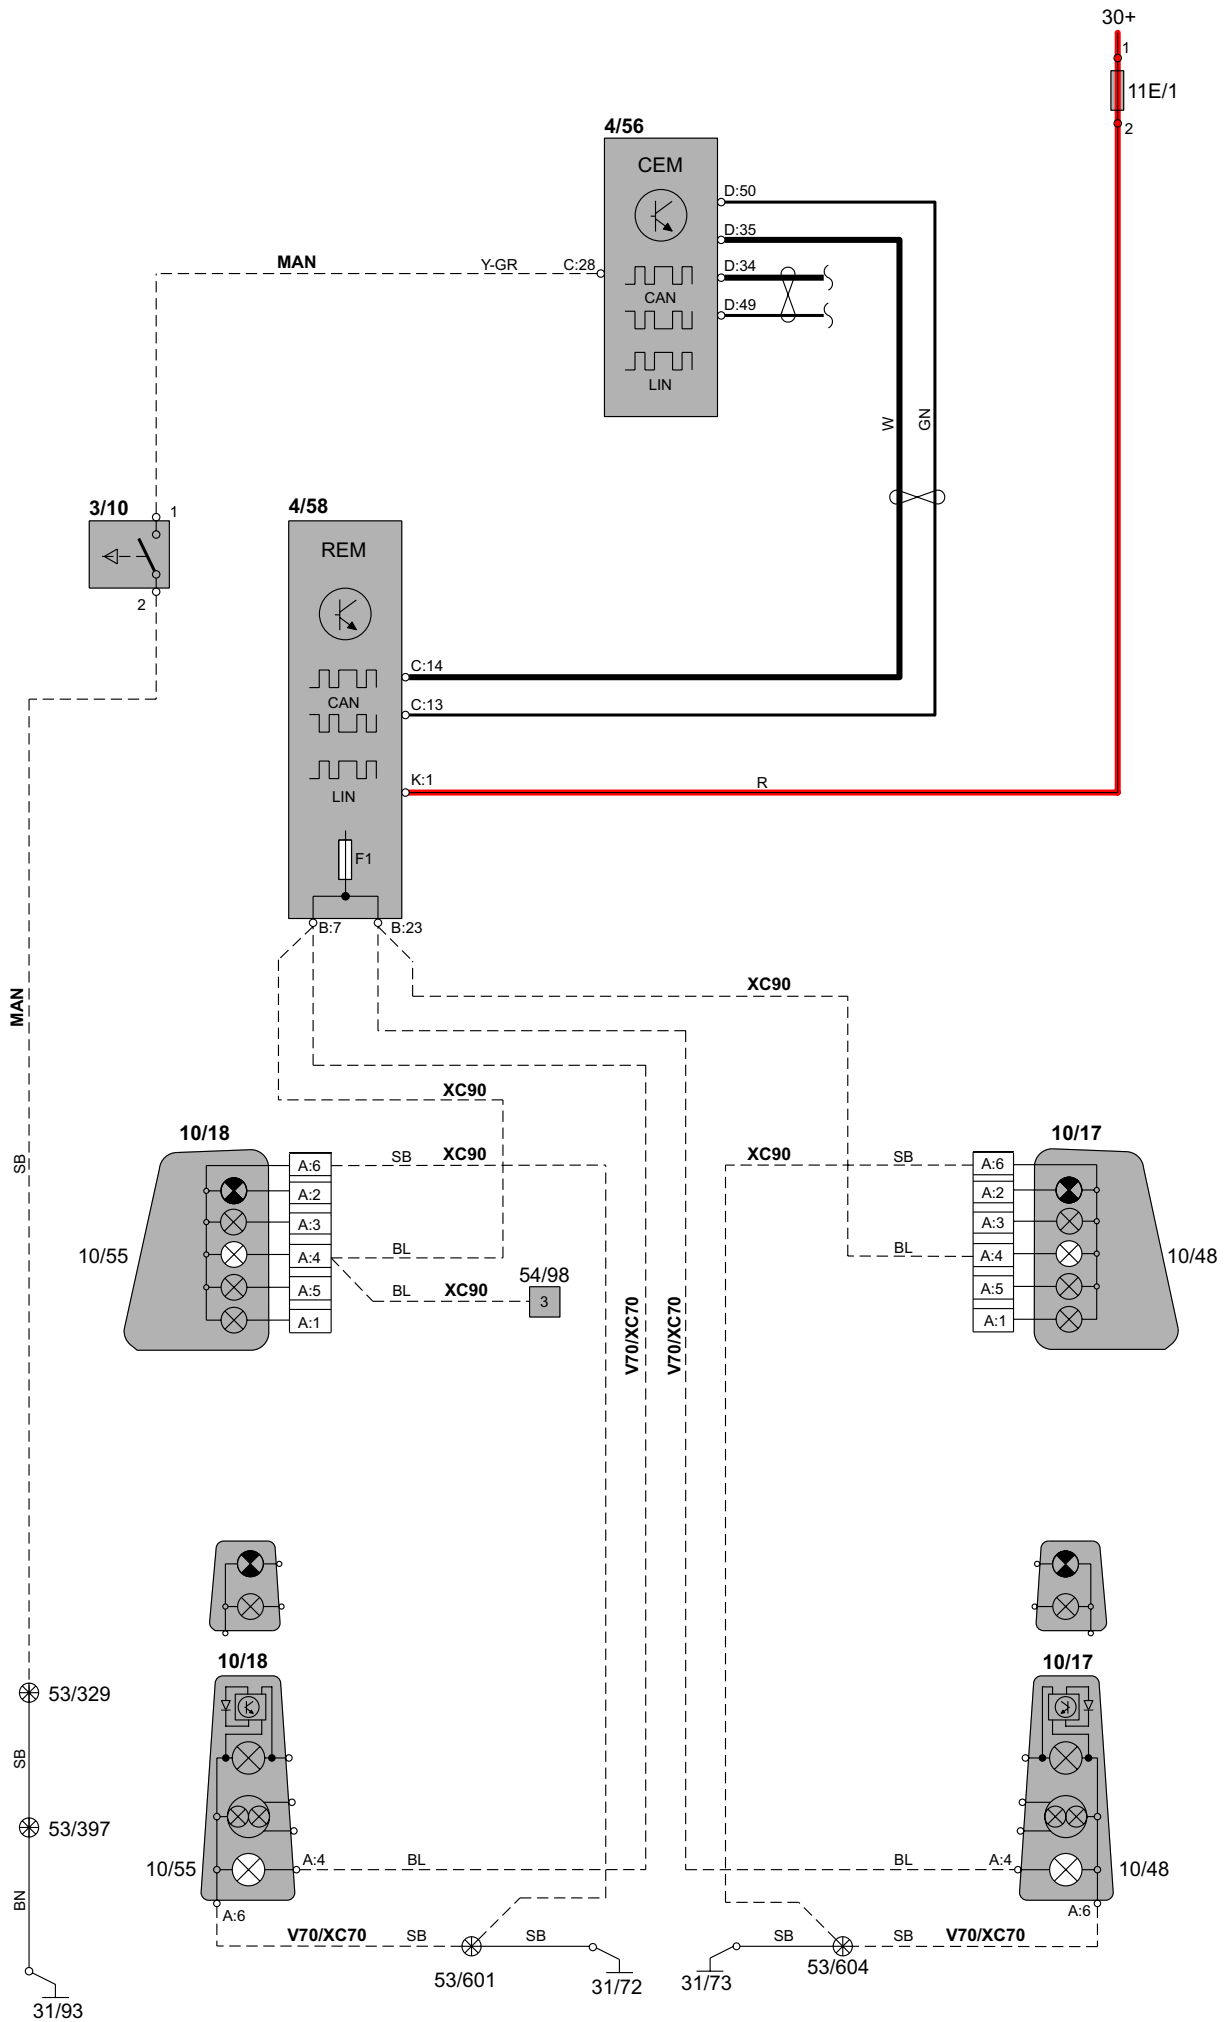 30+
1
11E/1
2
4/56
CEM
D:50
D:35
MAN
Y-GR
C:28
D:34
CAN
D:49
LIN
W
GN
3/10
1
2
4/58
REM
C:14
CAN
C:13
K:1
R
LIN
F1
B:7
B:23
XC90
MAN
XC90
10/18
10/17
SB
A:6
SB
XC90
XC90
SB
A:6
A:2
A:2
A:3
A:3
10/55
A:4
BL
BL
A:4
10/48
54/98
A:5
BL
XC90
3
A:5
A:1
A:1
V70/XC70
V70/XC70
10/18
10/17
53/329
SB
53/397
10/55
A:4
BL
BL
A:4
10/48
BN
A:6
A:6
V70/XC70
SB
SB
SB
SB
V70/XC70
53/601
31/72
31/73
53/604
31/93